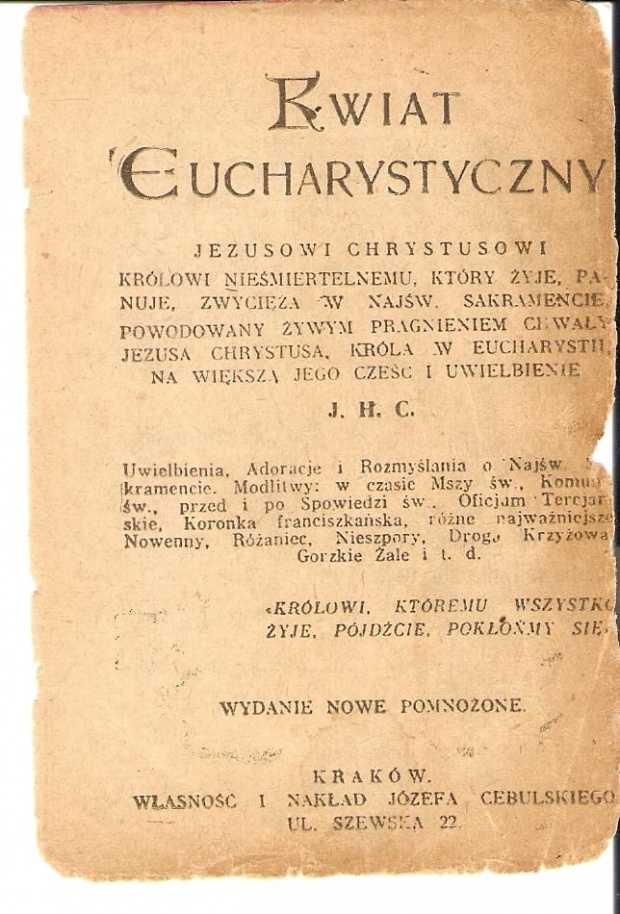 KWIAT
EUCHARYSTYCZNY
JEZUSOWI CHRYSTUSOWI
KRÓLOWI NIEŚMIERTELNEMU, KTÓRY ŻYJE, PA-
NUJE, ZWYCIĘŻA W NAJŚW. SAKRAMENCIE,
POWODOWANY ŻYWYM PRAGNIENIEM CHWAŁY
JEZUSA CHRYSTUSA, KRÓLA W EUCHARYSTII,
NA WIĘKSZĄ JEGO CZEŚĆ I UWIELBIENIE
J. H. C.
Uwielbienia, Adoracje i Rozmyślania o Najśw.
kramencie. Modlitwy: w czasie Mszy św.,
św., przed i po Spowiedzi św. Oficjum Tercjar-
skie, Koronka franciszkańska, różne najważniejsze
Nowenny, Różaniec, Nieszpory, Droga Krzyżowa
Gorzkie Żale i t. d.
«KRÓLOWI, KTÓREMU WSZYSTKO
ŻYJE, PÓJDŹCIE, POKŁOŃMY SIĘ»
WYDANIE NOWE POMNOŻONE.
KRAKÓW.
WŁASNOŚĆ I NAKŁAD JÓZEFA CEBULSKIEGO
UL. SZEWSKA 22.